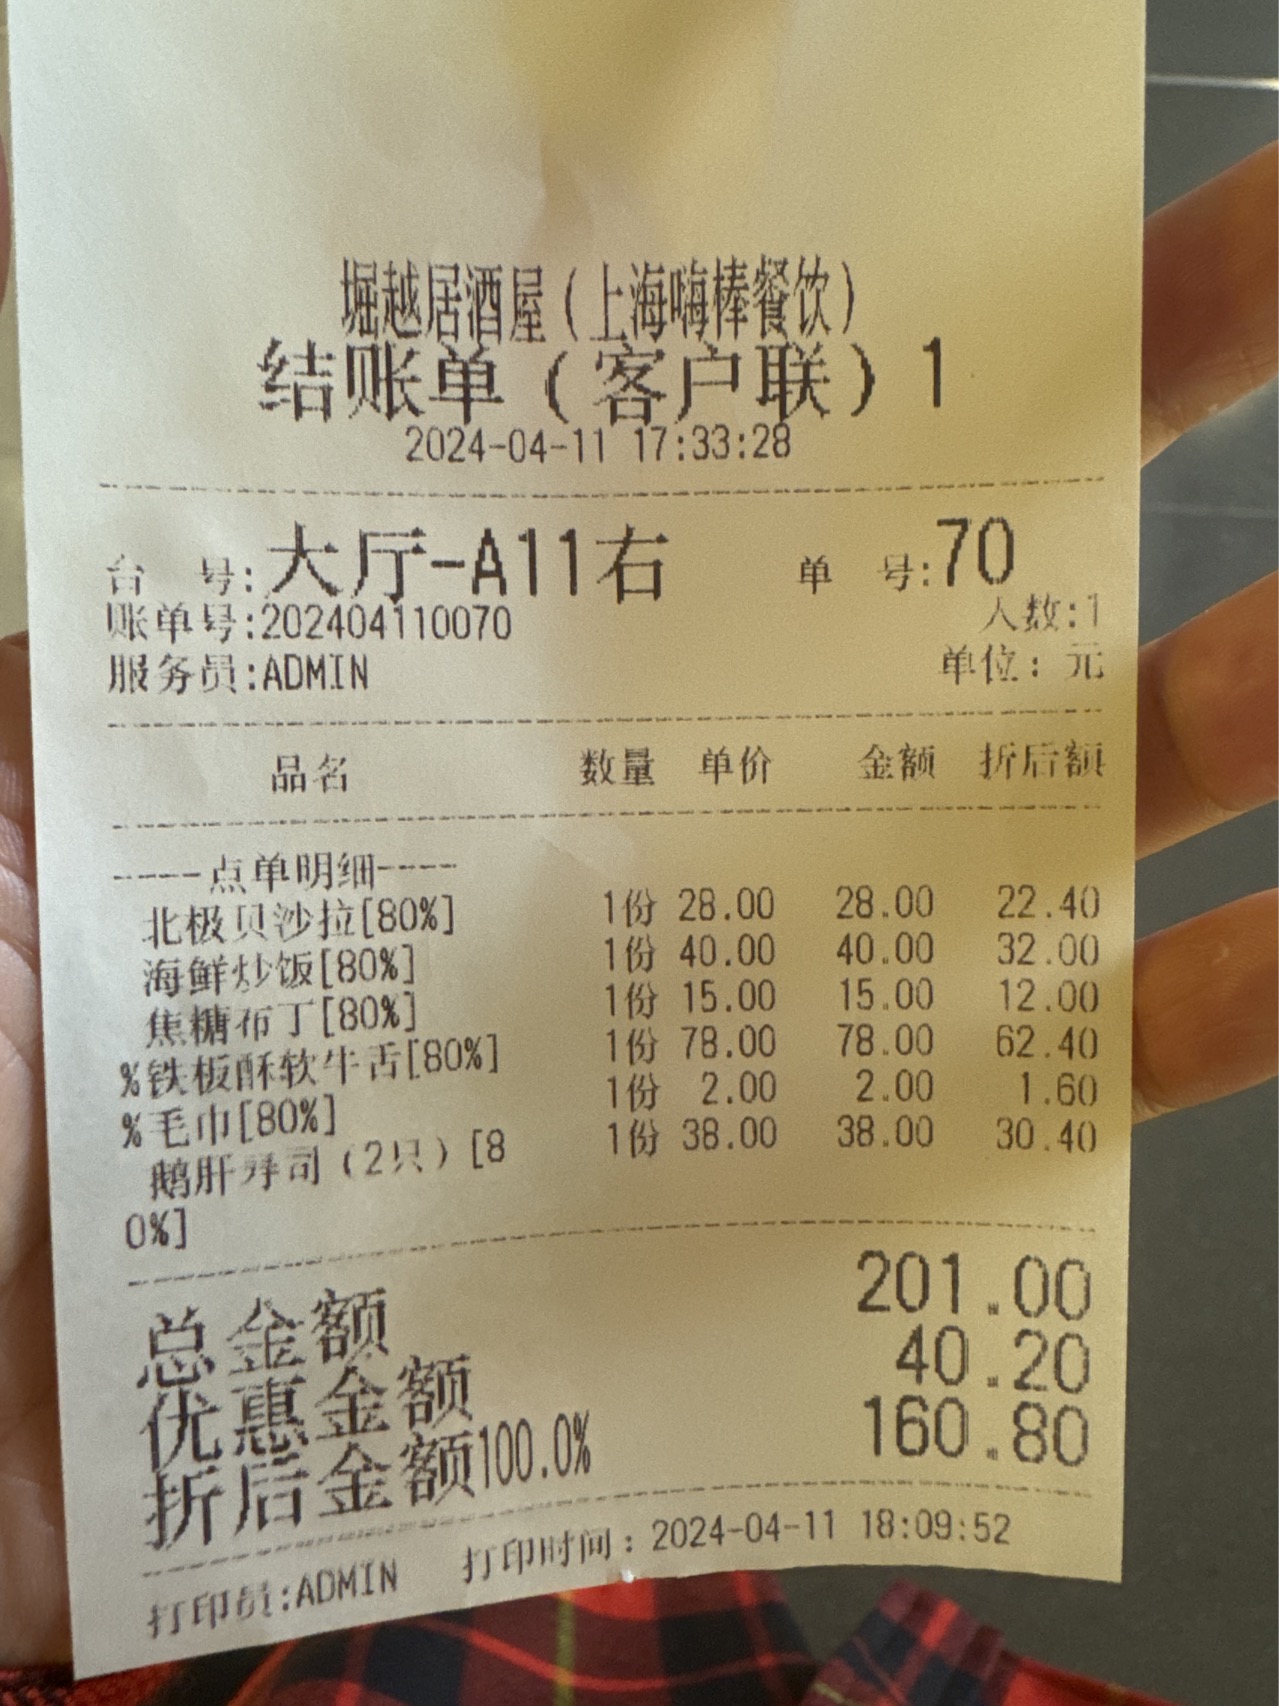 堀越居酒屋(上海嗨棒餐饮)
结账单(客户联)1
2024-04-11 17:33:28
台 号:大厅-A11右 单 号:70
账单号:202404110070 人数:1
服务员:ADMIN 单位: 元
品名 数量 单价 金额 折后额
----点单明细----
北极贝沙拉[80%] 1份 28.00 28.00 22.40
海鲜炒饭[80%] 1份 40.00 40.00 32.00
焦糖布丁[80%] 1份 15.00 15.00 12.00
%铁板酥软牛舌[80%] 1份 78.00 78.00 62.40
%毛巾[80%] 1份 2.00 2.00 1.60
鹅肝寿司(2只)[8 1份 38.00 38.00 30.40
0%]
总金额 201.00
优惠金额 40.20
折后金额100.0% 160.80
打印员:ADMIN 打印时间: 2024-04-11 18:09:52